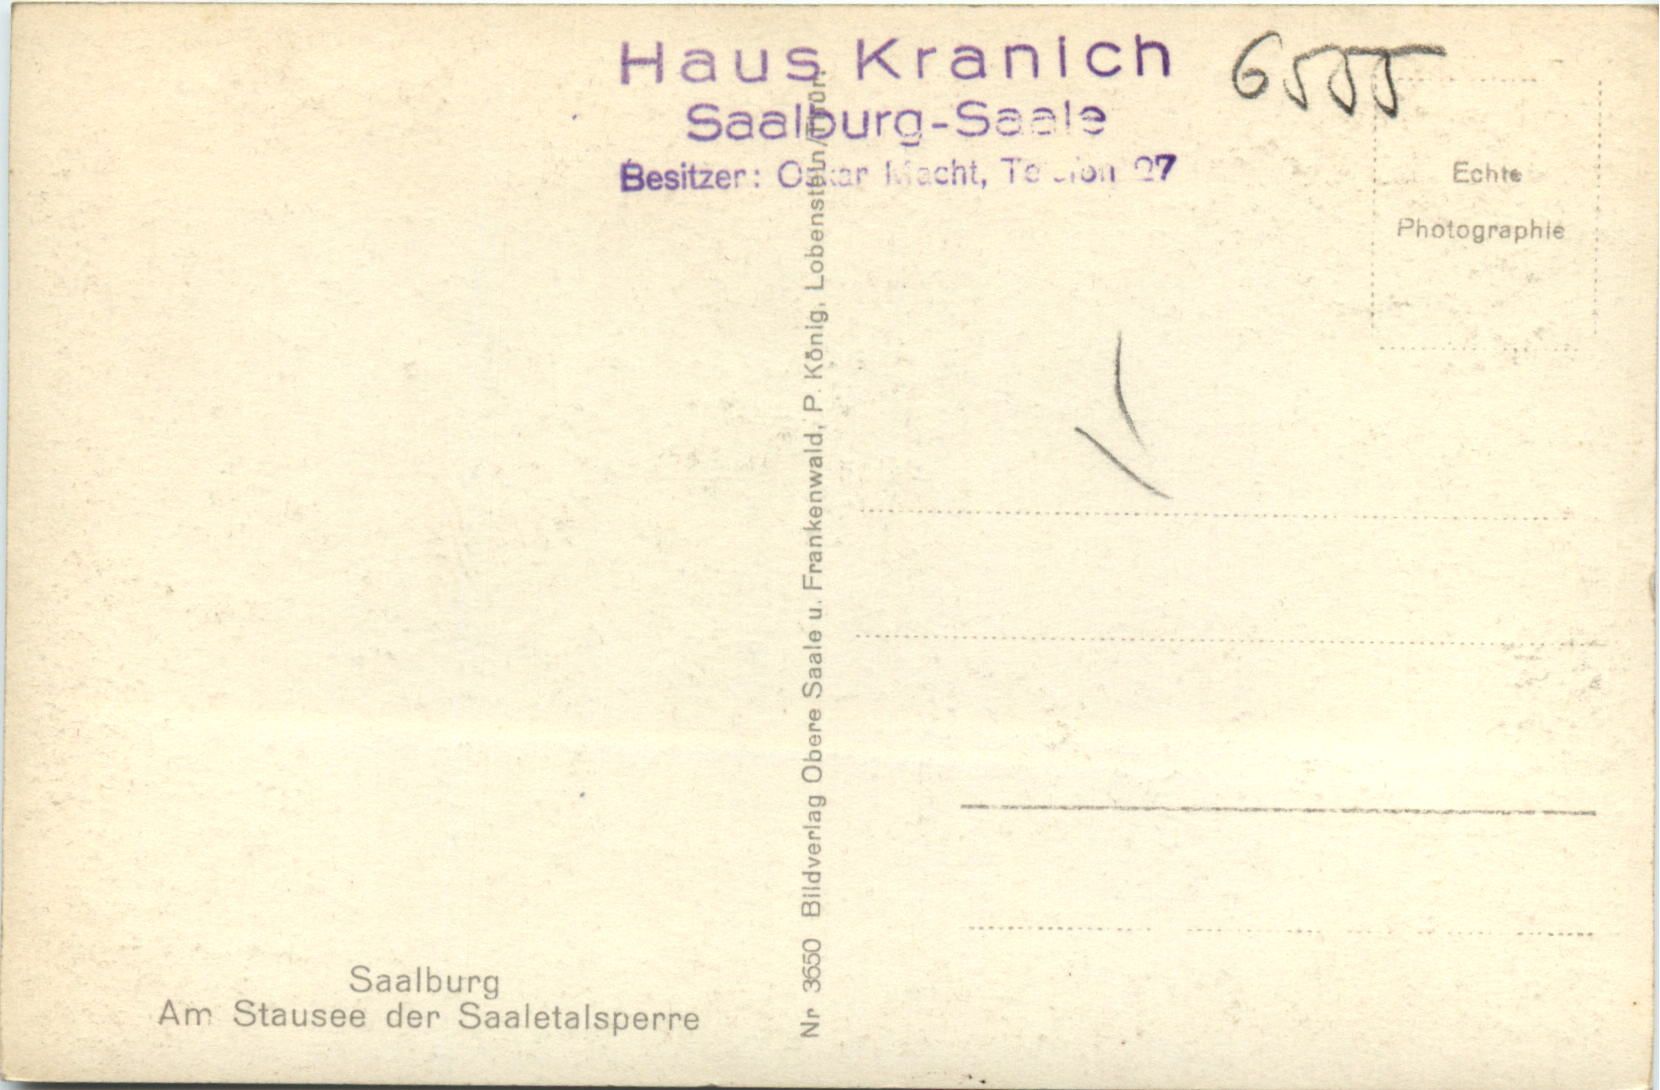 Haus Kranich
Saalburg-Saale
Besitzer: Oskar Macht, Telefon 27
6555
Echte
Photographie
Nr 3650 Bildverlag Obere Saale u. Frankenwald, P. König, Lobenstein/Thür.
Saalburg
Am Stausee der Saaletalsperre